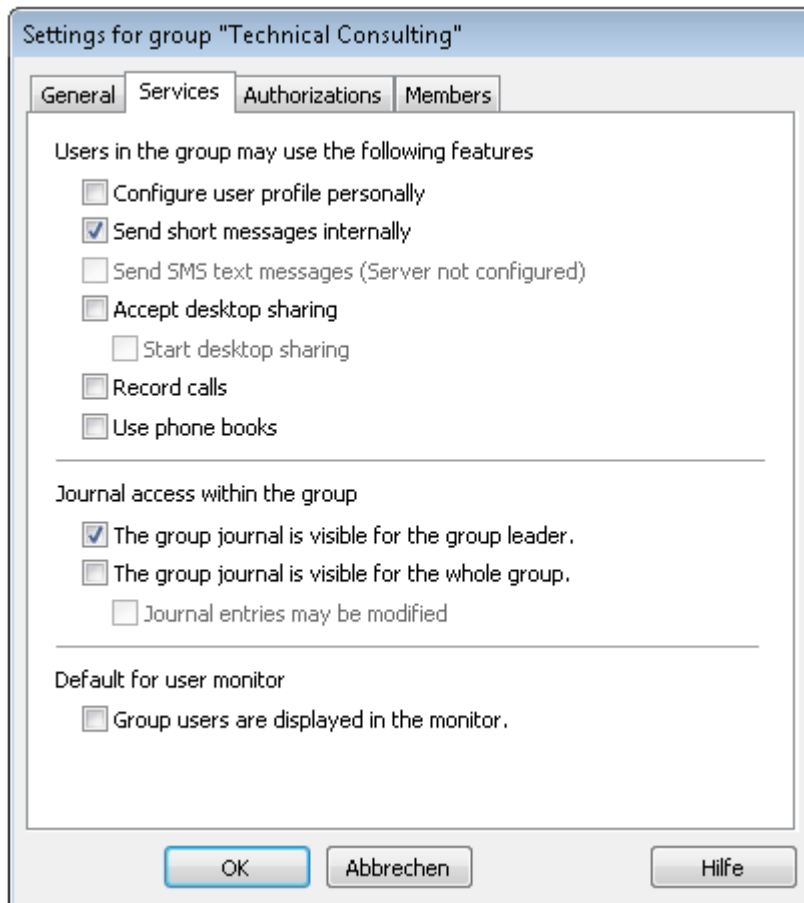 Settings for group "Technical Consulting"
General Services Authorizations Members
Users in the group may use the following features
Configure user profile personally
Send short messages internally
Send SMS text messages (Server not configured)
Accept desktop sharing
Start desktop sharing
Record calls
Use phone books
Journal access within the group
The group journal is visible for the group leader.
The group journal is visible for the whole group.
Journal entries may be modified
Default for user monitor
Group users are displayed in the monitor.
OK Abbrechen Hilfe